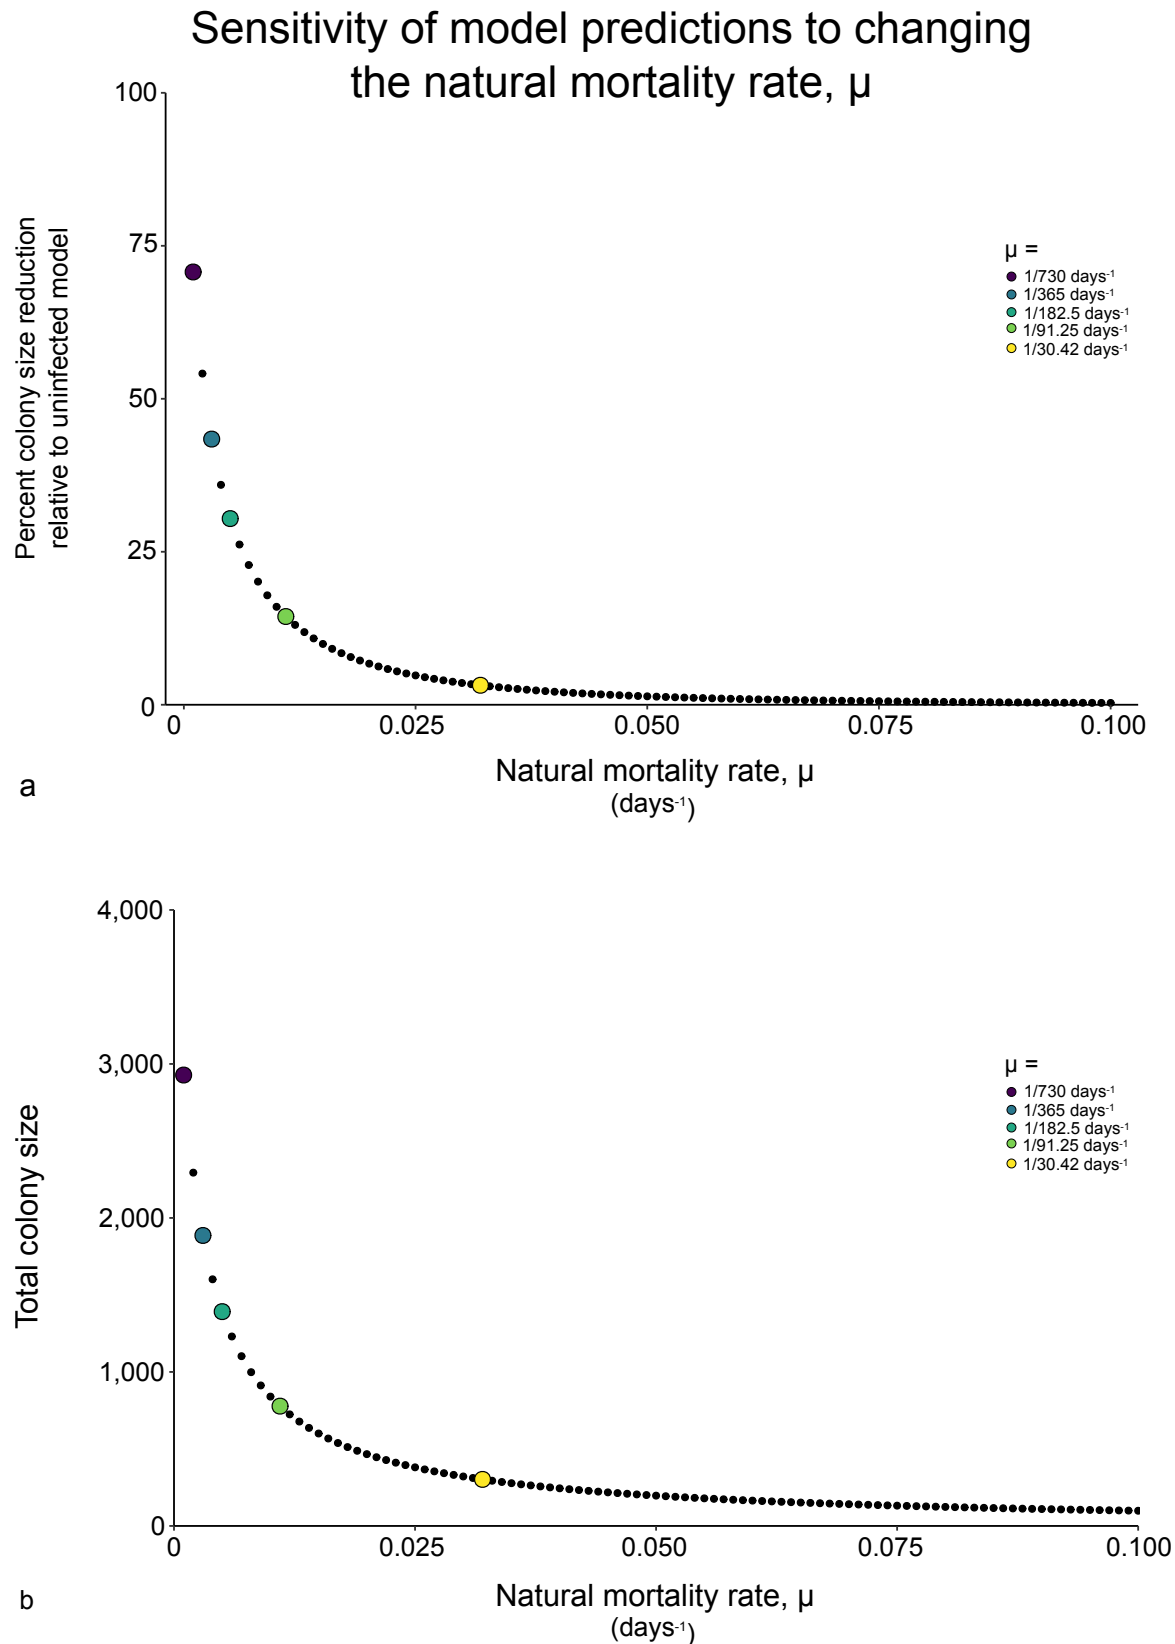 Sensitivity of model predictions to changing
the natural mortality rate, μ
100
75
50
25
0
Percent colony size reduction
relative to uninfected model
μ =
1/730 days⁻¹
1/365 days⁻¹
1/182.5 days⁻¹
1/91.25 days⁻¹
1/30.42 days⁻¹
0 0.025 0.050 0.075 0.100
Natural mortality rate, μ
(days⁻¹)
a
4,000
3,000
2,000
1,000
0
Total colony size
μ =
1/730 days⁻¹
1/365 days⁻¹
1/182.5 days⁻¹
1/91.25 days⁻¹
1/30.42 days⁻¹
0 0.025 0.050 0.075 0.100
Natural mortality rate, μ
(days⁻¹)
b